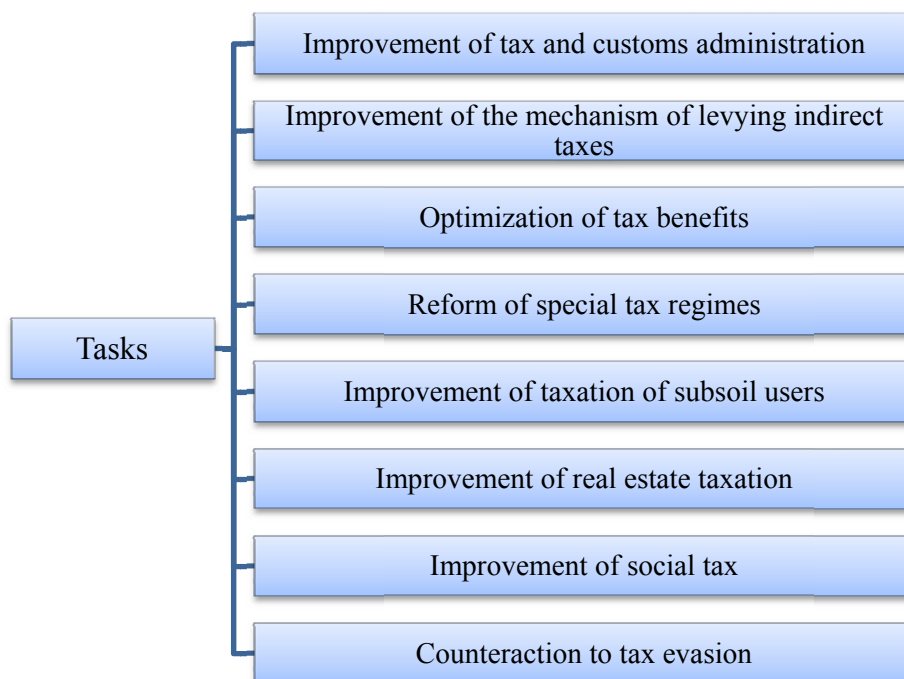 Improvement of tax and customs administration
Improvement of the mechanism of levying indirect
taxes
Optimization of tax benefits
Reform of special tax regimes
Tasks
Improvement of taxation of subsoil users
Improvement of real estate taxation
Improvement of social tax
Counteraction to tax evasion